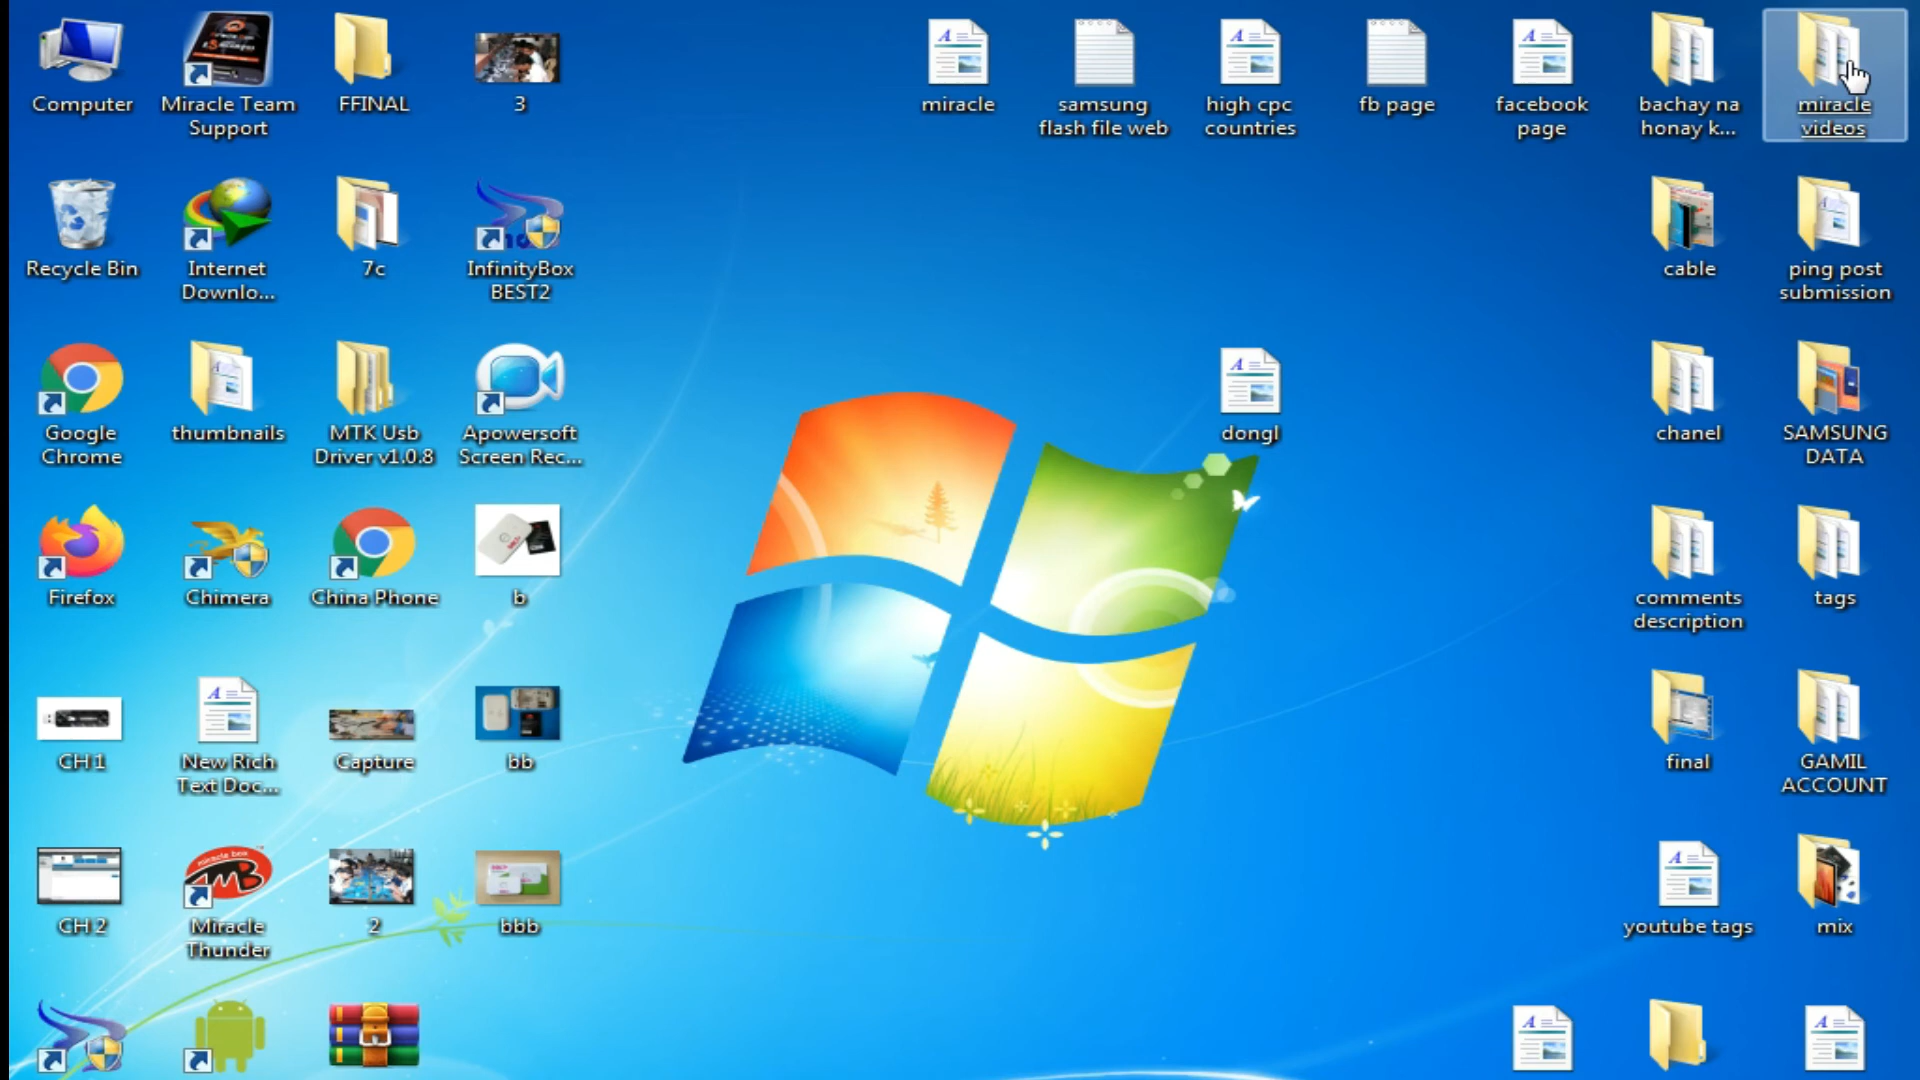 Computer
Miracle Team
Support
FFINAL
3
miracle
samsung
flash file web
high cpc
countries
fb page
facebook
page
bachay na
honay k...
miracle
videos
Recycle Bin
Internet
Downlo...
7c
InfinityBox
BEST2
cable
ping post
submission
Google
Chrome
thumbnails
MTK Usb
Driver v1.0.8
Apowersoft
Screen Rec...
dongl
chanel
SAMSUNG
DATA
Firefox
Chimera
China Phone
b
comments
description
tags
CH 1
New Rich
Text Doc...
Capture
bb
final
GAMIL
ACCOUNT
miracle box
CH 2
Miracle
Thunder
2
bbb
youtube tags
mix